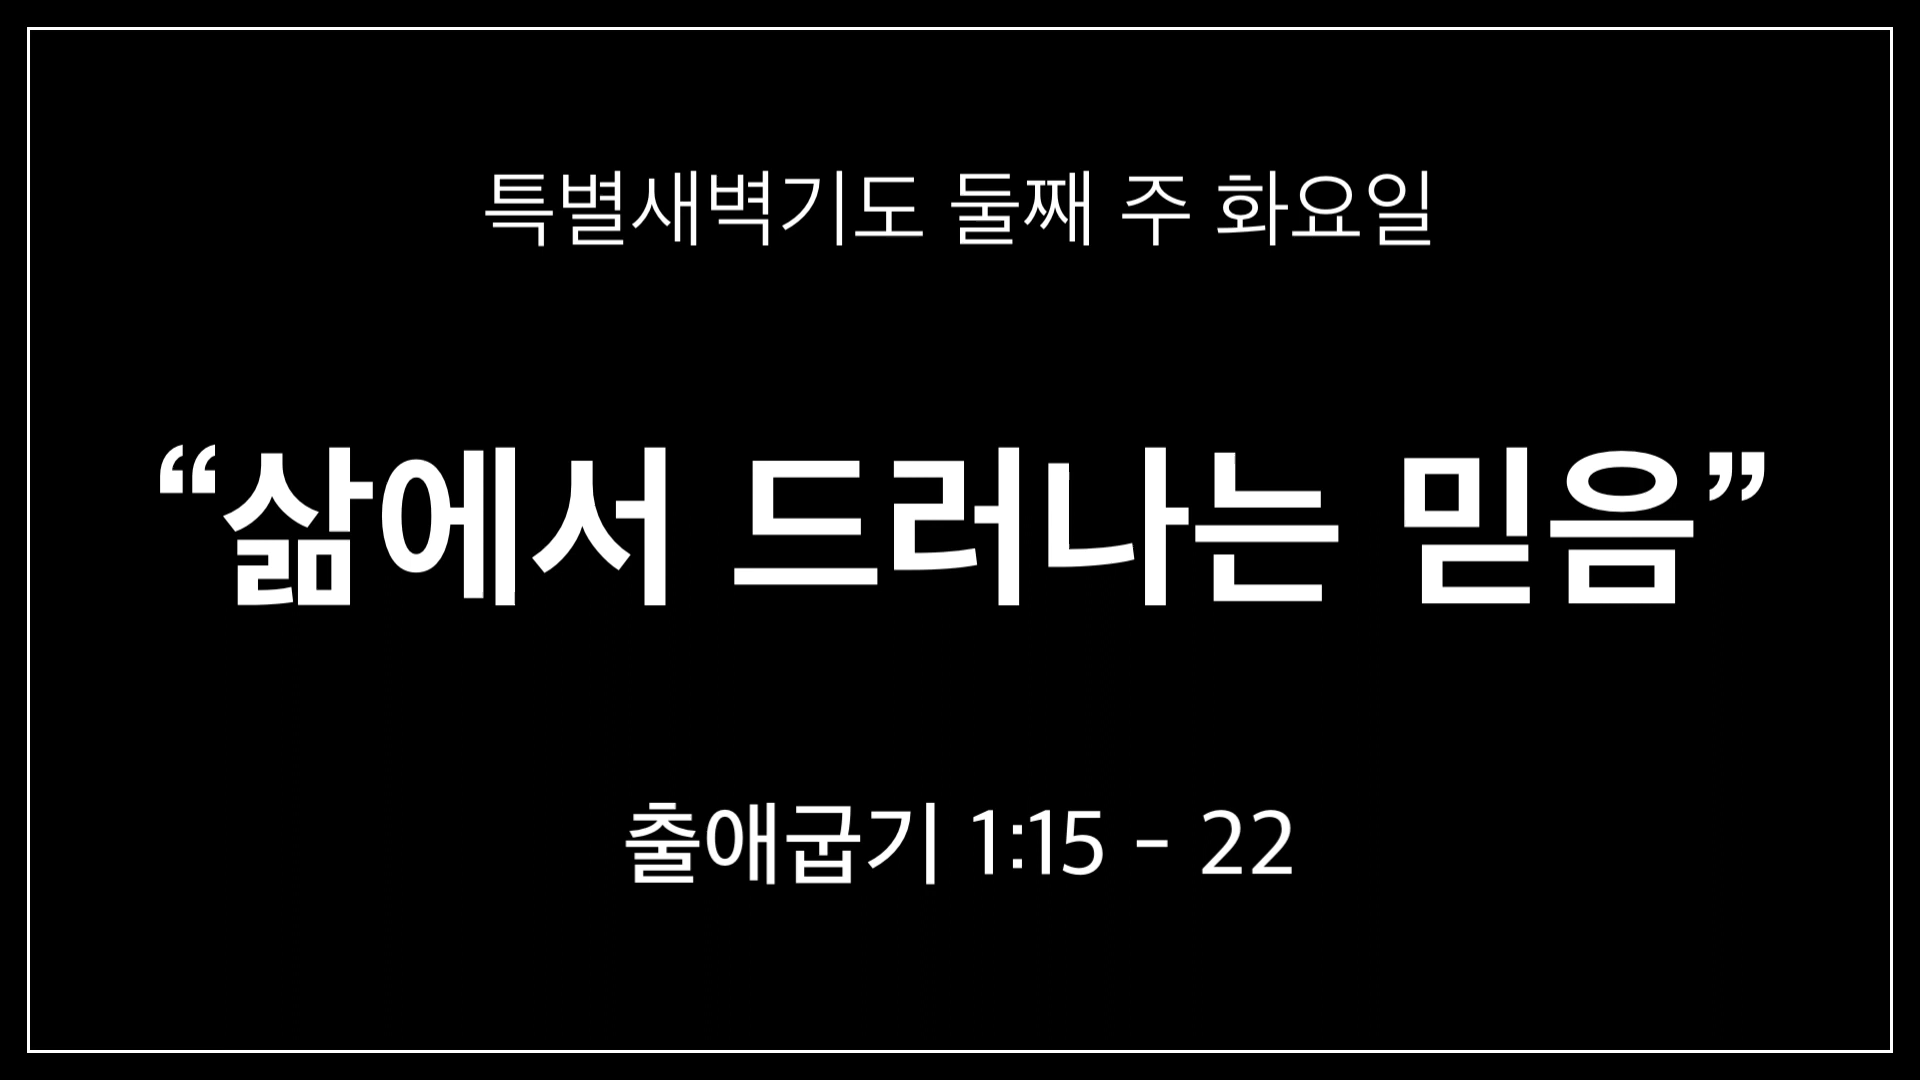 특별새벽기도 둘째 주 화요일
“삶에서 드러나는 믿음”
출애굽기 1:15 - 22